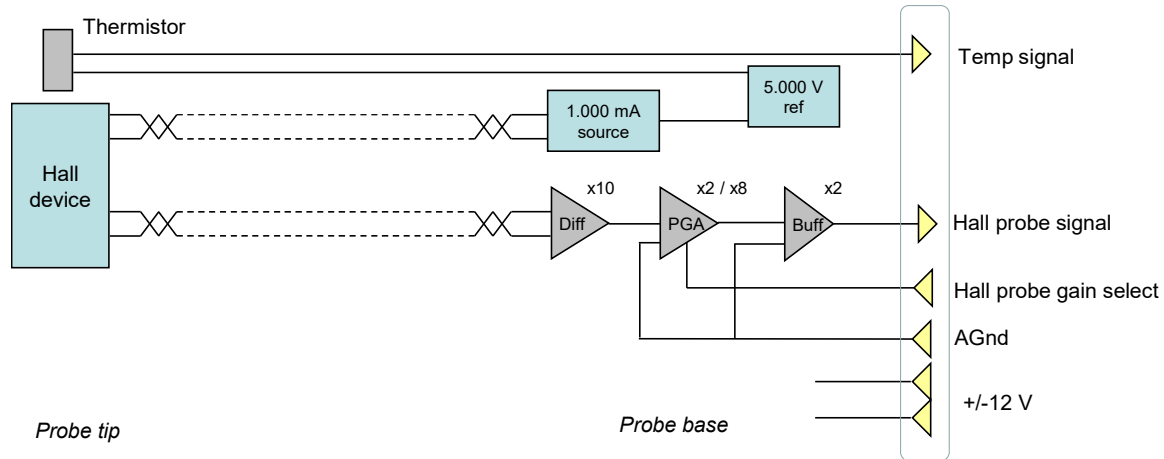 Thermistor
Temp signal
5.000 V
ref
1.000 mA
source
Hall
device
x10
x2 / x8
x2
Diff
PGA
Buff
Hall probe signal
Hall probe gain select
AGnd
+/-12 V
Probe tip
Probe base